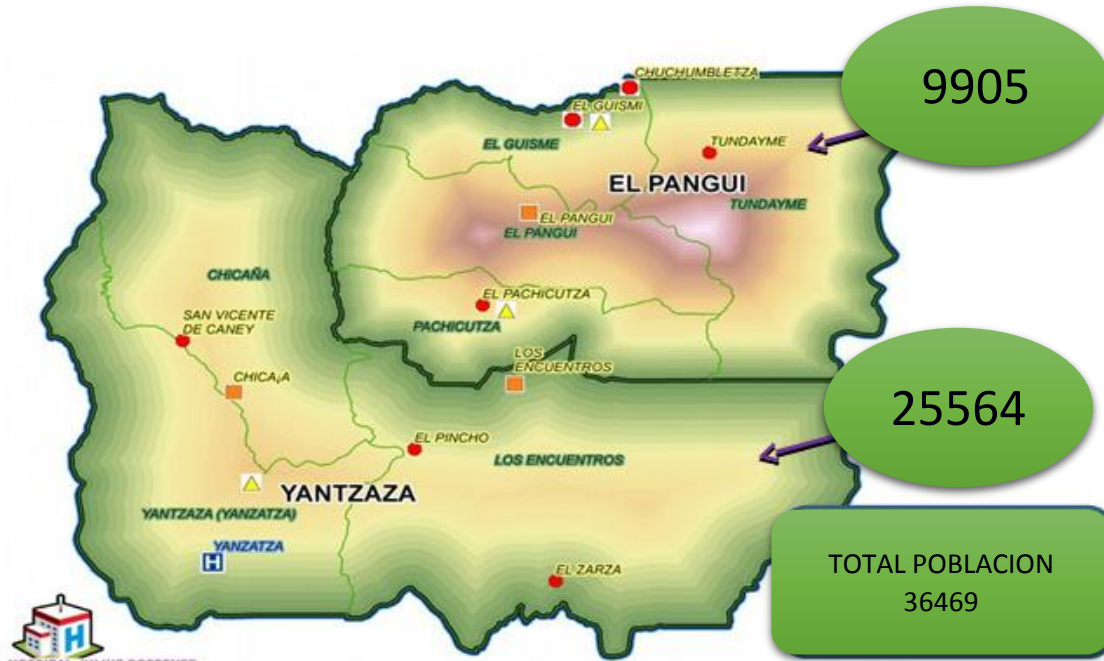 CHUCHUMBLETZA
9905
EL GUISMI
EL GUISME
TUNDAYME
EL PANGUI
TUNDAYME
EL PANGUI
EL PANGUI
CHICAÑA
EL PACHICUTZA
SAN VICENTE
DE CANEY
PACHICUTZA
LOS
ENCUENTROS
CHICA¡A
25564
EL PINCHO
LOS ENCUENTROS
YANTZAZA
YANTZAZA (YANZATZA)
YANZATZA
H
EL ZARZA
TOTAL POBLACION
36469
H